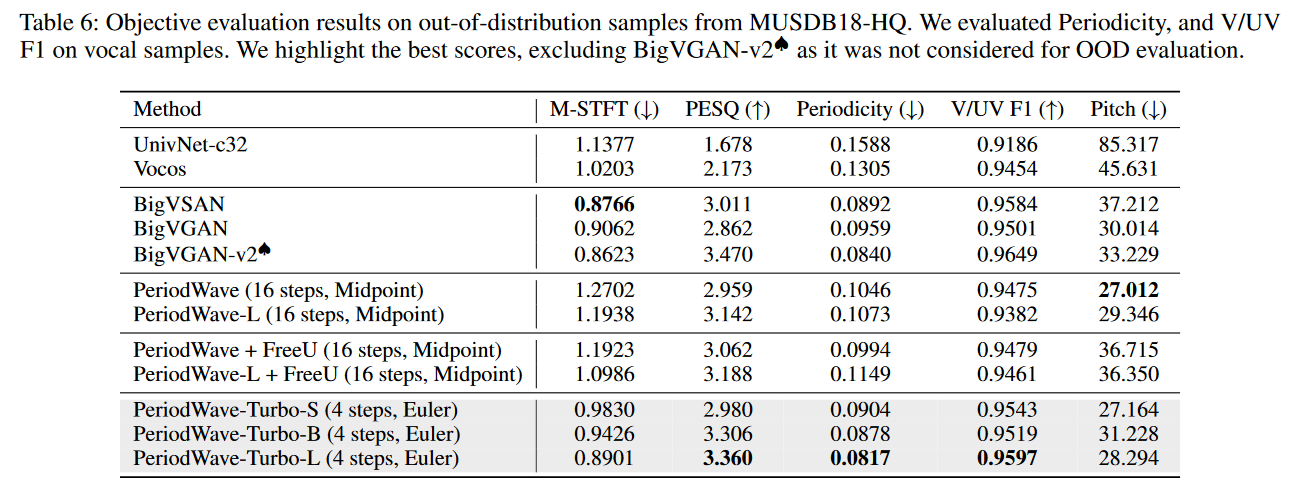 Table 6: Objective evaluation results on out-of-distribution samples from MUSDB18-HQ. We evaluated Periodicity, and V/UV
F1 on vocal samples. We highlight the best scores, excluding BigVGAN-v2♠ as it was not considered for OOD evaluation.
Method M-STFT (↓) PESQ (↑) Periodicity (↓) V/UV F1 (↑) Pitch (↓)
UnivNet-c32 1.1377 1.678 0.1588 0.9186 85.317
Vocos 1.0203 2.173 0.1305 0.9454 45.631
BigVSAN 0.8766 3.011 0.0892 0.9584 37.212
BigVGAN 0.9062 2.862 0.0959 0.9501 30.014
BigVGAN-v2♠ 0.8623 3.470 0.0840 0.9649 33.229
PeriodWave (16 steps, Midpoint) 1.2702 2.959 0.1046 0.9475 27.012
PeriodWave-L (16 steps, Midpoint) 1.1938 3.142 0.1073 0.9382 29.346
PeriodWave + FreeU (16 steps, Midpoint) 1.1923 3.062 0.0994 0.9479 36.715
PeriodWave-L + FreeU (16 steps, Midpoint) 1.0986 3.188 0.1149 0.9461 36.350
PeriodWave-Turbo-S (4 steps, Euler) 0.9830 2.980 0.0904 0.9543 27.164
PeriodWave-Turbo-B (4 steps, Euler) 0.9426 3.306 0.0878 0.9519 31.228
PeriodWave-Turbo-L (4 steps, Euler) 0.8901 3.360 0.0817 0.9597 28.294